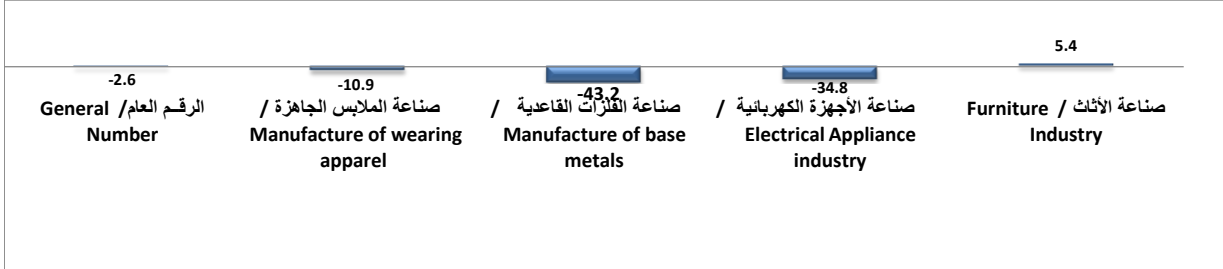 5.4
-2.6
-10.9
-43.2
-34.8
الرقـم العام/ General
Number
صناعة الملابس الجاهزة /
Manufacture of wearing
apparel
صناعة الفلزات القاعدية /
Manufacture of base
metals
صناعة الأجهزة الكهربائية /
Electrical Appliance
industry
صناعة الأثاث / Furniture
Industry